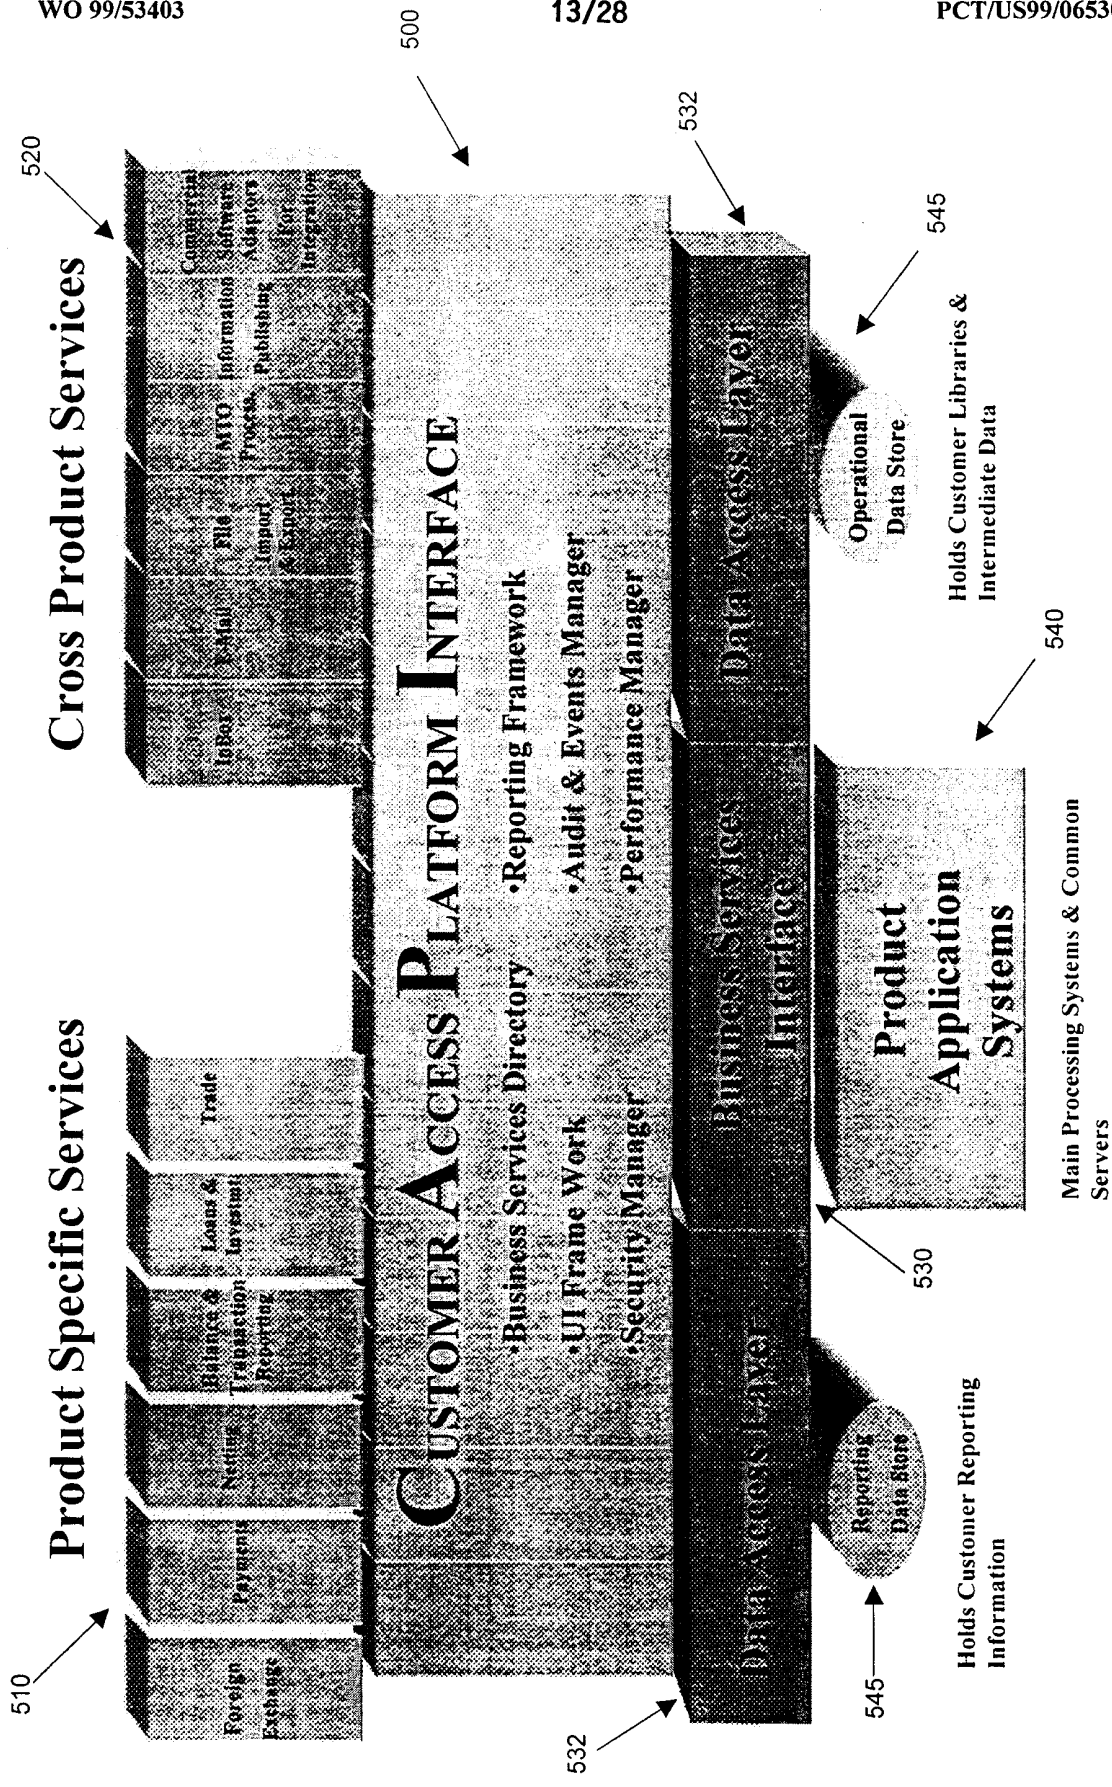 WO 99/53403
13/28
PCT/US99/0653
Product Specific Services
Cross Product Services
510
520
Foreign
Exchange
Payments
Netting
Balance &
Transaction
Reporting
Loans &
Investmt.
Trade
InBox
E-Mail
File
Import
& Export
MTO
Process.
Information
Publishing
Commercial
Software
Adaptors
For
Integration
500
CUSTOMER ACCESS PLATFORM INTERFACE
•Business Services Directory
•Reporting Framework
•UI Frame Work
•Audit & Events Manager
•Security Manager
•Performance Manager
532
532
Data Access Layer
Business Services
Interface
Data Access Layer
530
545
Reporting
Data Store
Holds Customer Reporting
Information
Product
Application
Systems
540
Main Processing Systems & Common
Servers
Operational
Data Store
545
Holds Customer Libraries &
Intermediate Data